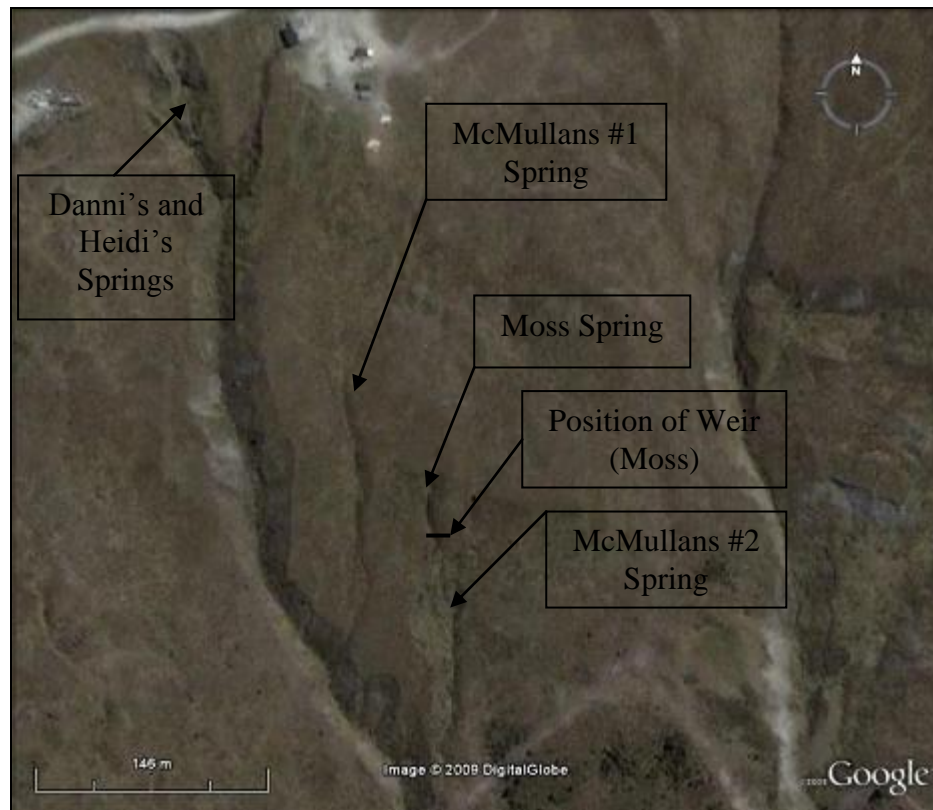 N
McMullans #1
Spring
Danni's and
Heidi's
Springs
Moss Spring
Position of Weir
(Moss)
McMullans #2
Spring
146 m
Image © 2009 DigitalGlobe
Google